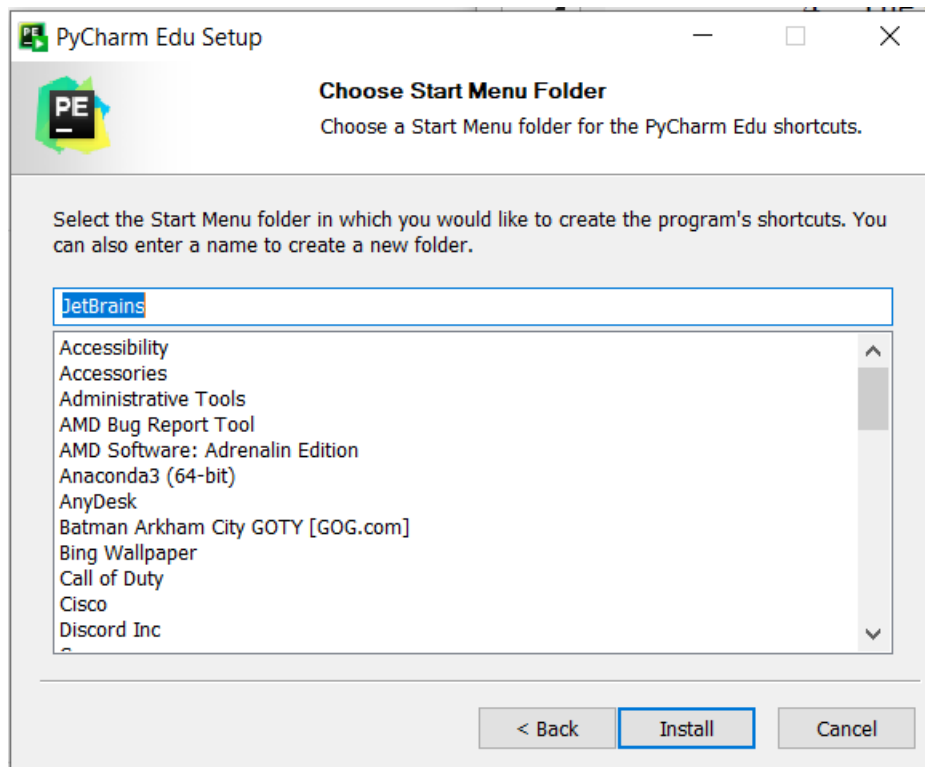 PyCharm Edu Setup
PE
Choose Start Menu Folder
Choose a Start Menu folder for the PyCharm Edu shortcuts.
Select the Start Menu folder in which you would like to create the program's shortcuts. You
can also enter a name to create a new folder.
JetBrains
Accessibility
Accessories
Administrative Tools
AMD Bug Report Tool
AMD Software: Adrenalin Edition
Anaconda3 (64-bit)
AnyDesk
Batman Arkham City GOTY [GOG.com]
Bing Wallpaper
Call of Duty
Cisco
Discord Inc
< Back
Install
Cancel